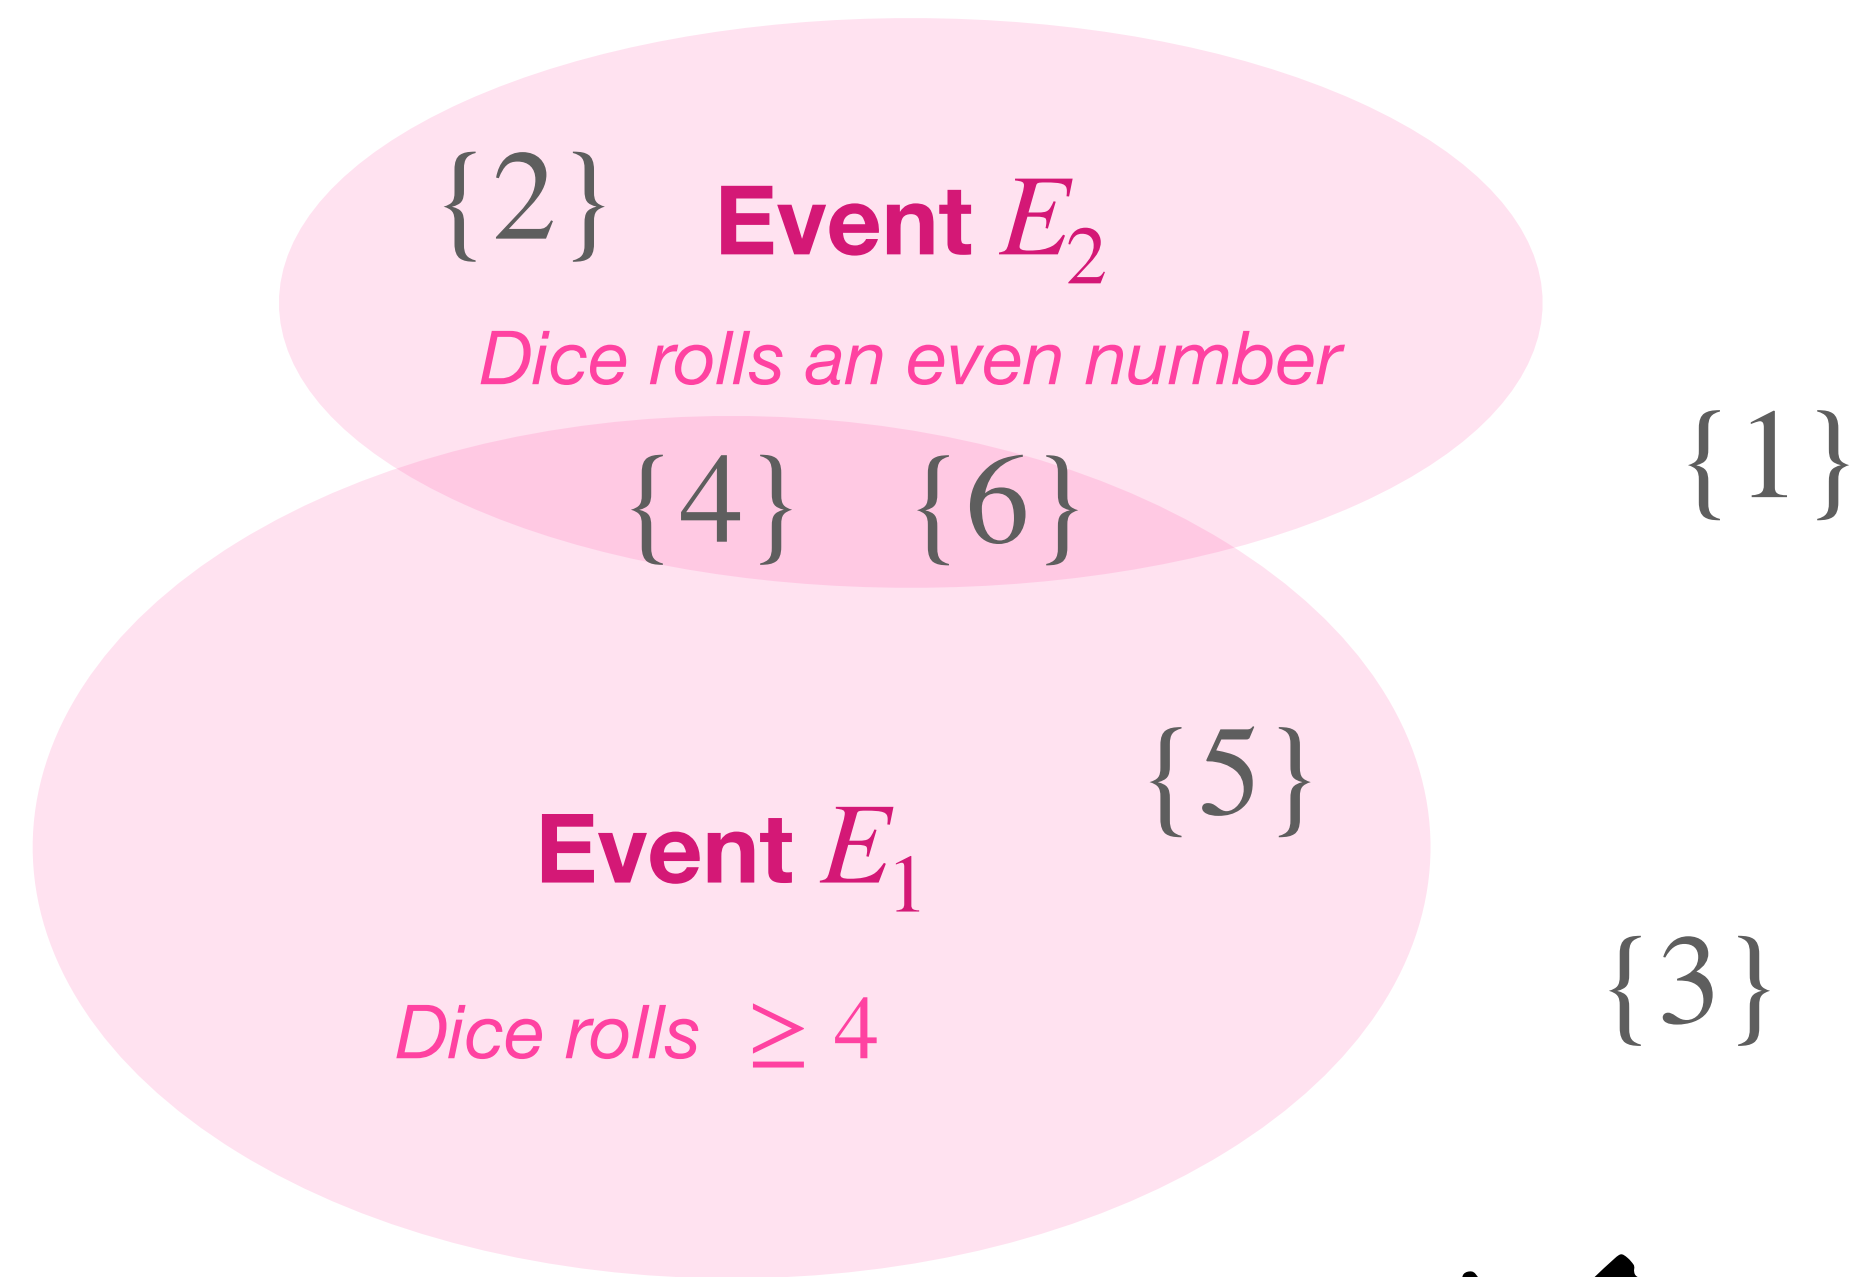 {2} Event E₂
Dice rolls an even number
{1}
{4} {6}
{5}
Event E₁
{3}
Dice rolls ≥ 4